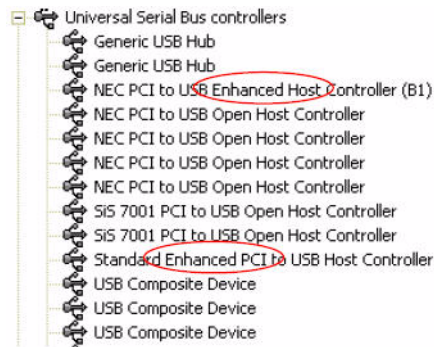 Universal Serial Bus controllers
Generic USB Hub
Generic USB Hub
NEC PCI to USB Enhanced Host Controller (B1)
NEC PCI to USB Open Host Controller
NEC PCI to USB Open Host Controller
NEC PCI to USB Open Host Controller
NEC PCI to USB Open Host Controller
SiS 7001 PCI to USB Open Host Controller
SiS 7001 PCI to USB Open Host Controller
Standard Enhanced PCI to USB Host Controller
USB Composite Device
USB Composite Device
USB Composite Device